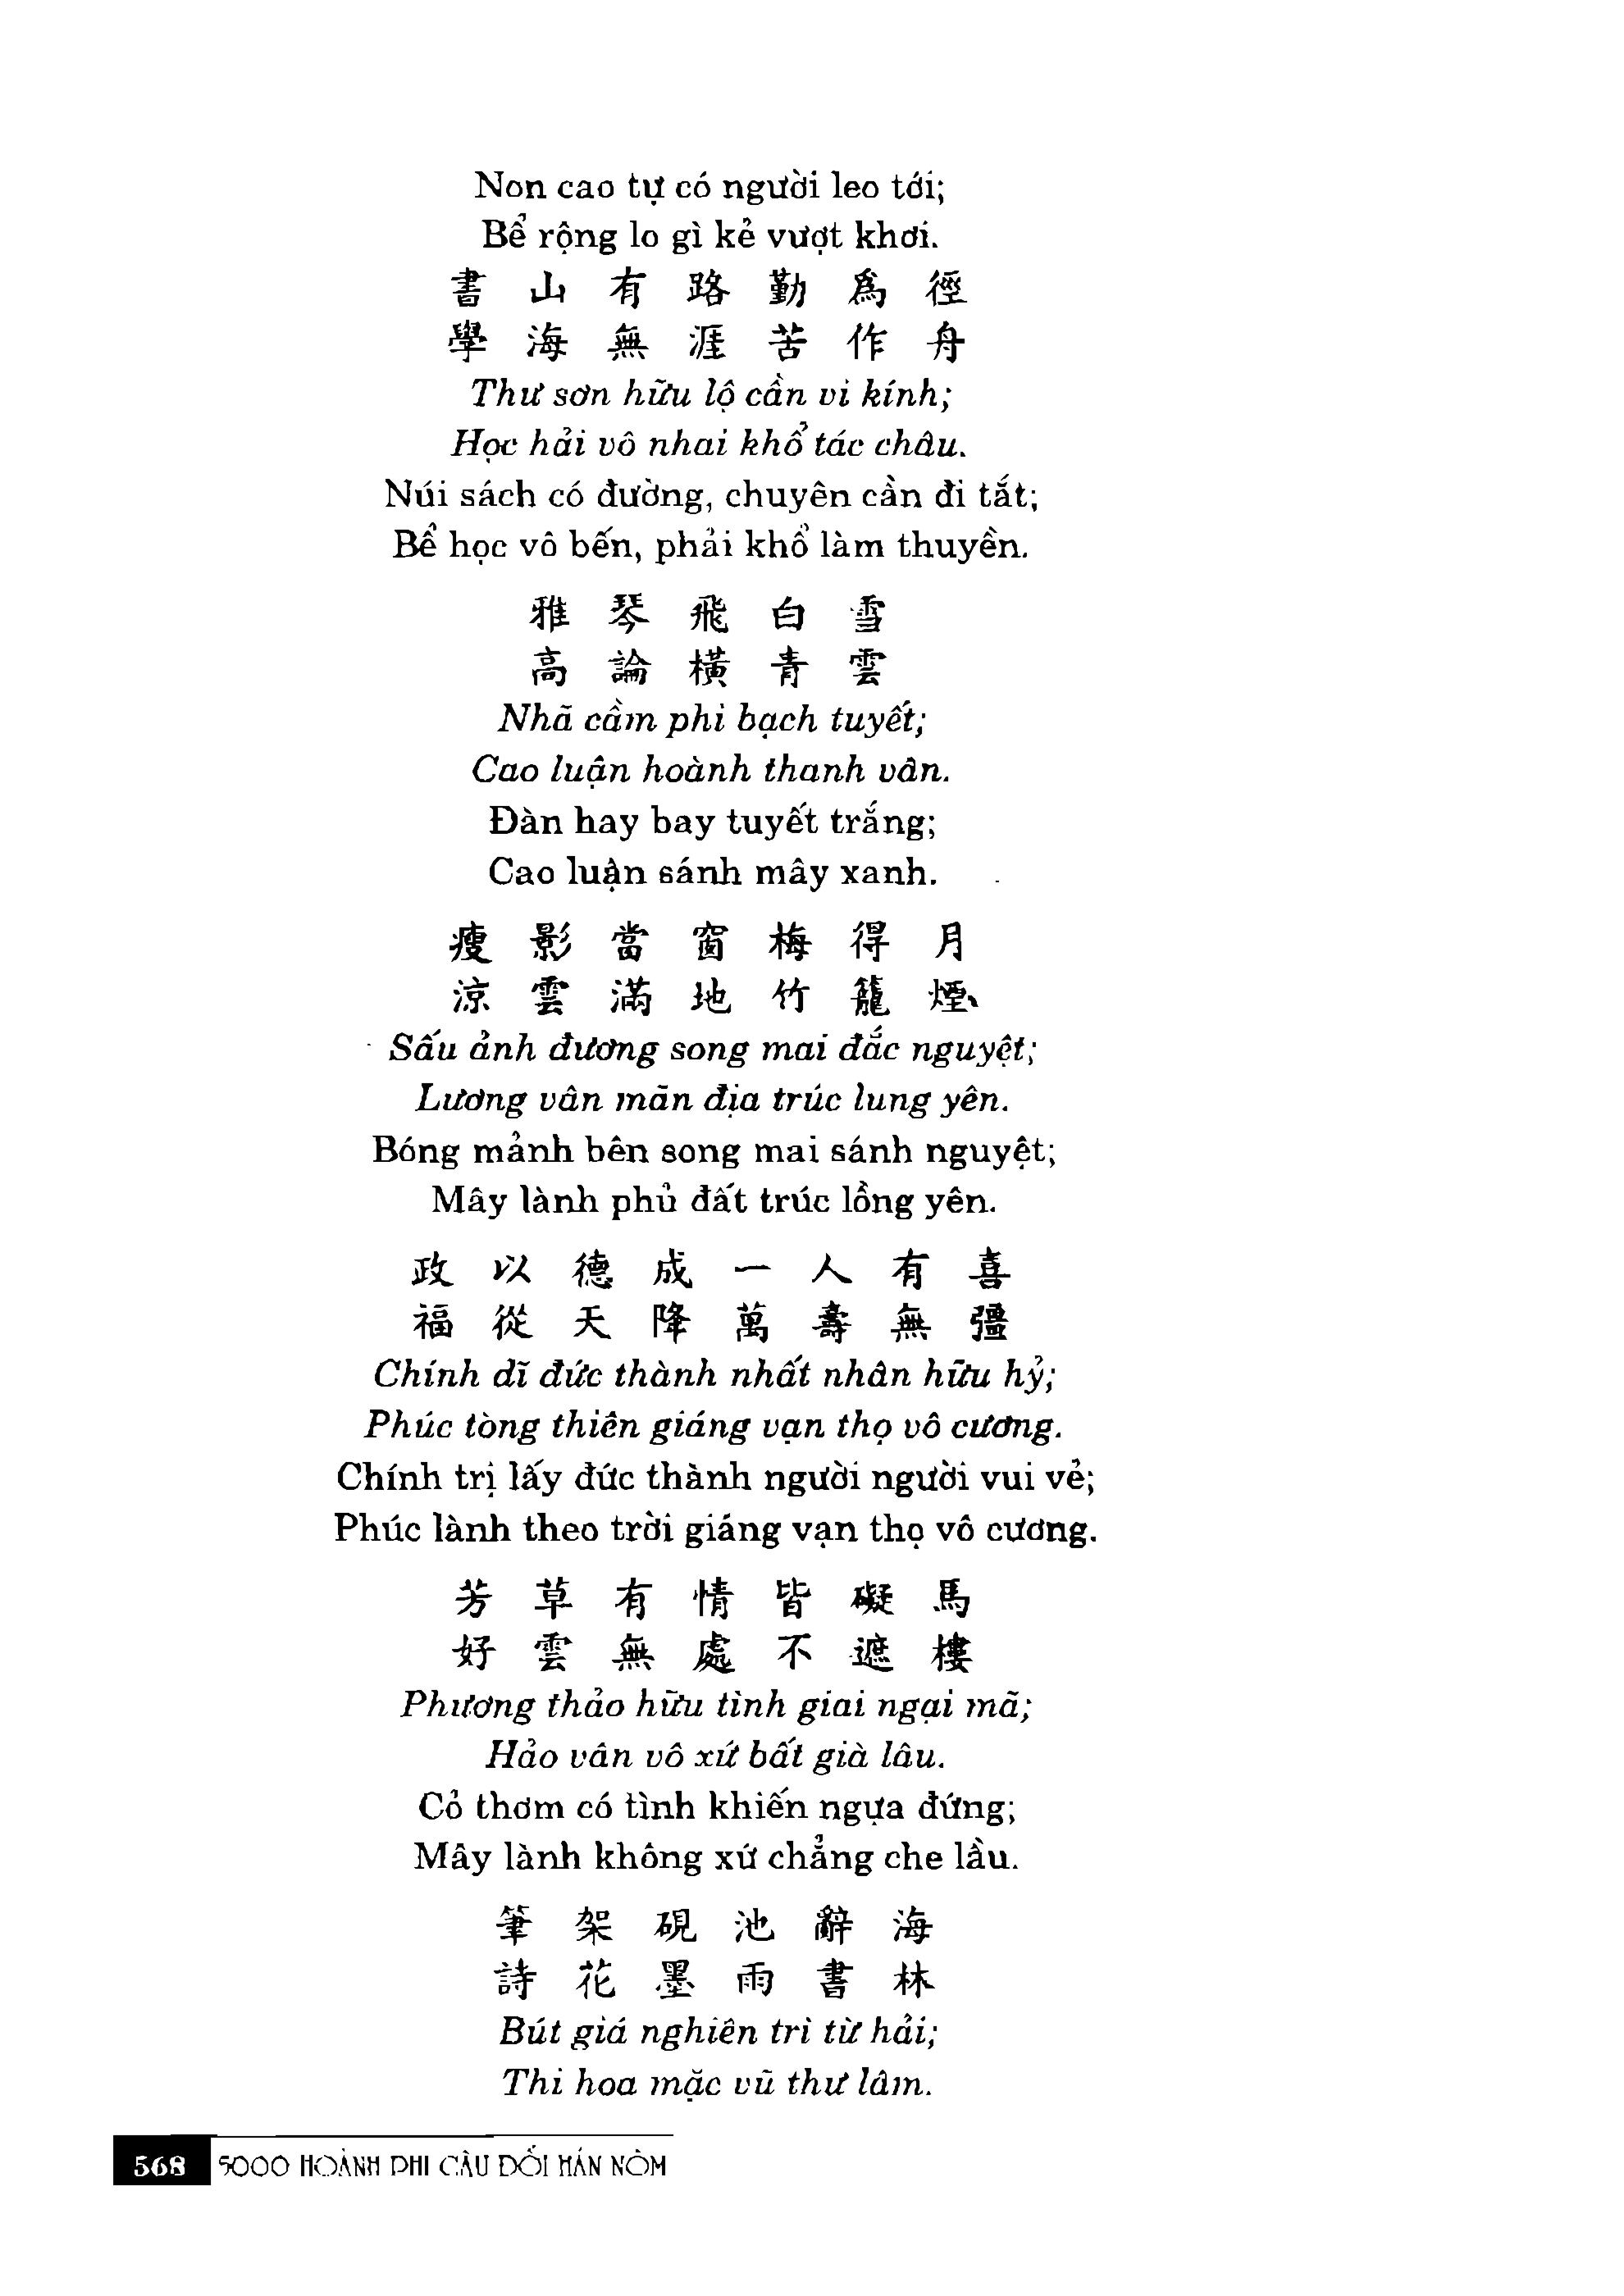 Non cao tự có người leo tới;
Bể rộng lo gì kẻ vượt khơi.
書 山 有 路 勤 爲 徑
學 海 無 涯 苦 作 舟
Thư sơn hữu lộ cần vi kính;
Học hải vô nhai khổ tác châu.
Núi sách có đường, chuyên cần đi tắt;
Bể học vô bến, phải khổ làm thuyền.
雅 琴 飛 白 雪
高 論 橫 青 雲
Nhã cầm phi bạch tuyết;
Cao luận hoành thanh vân.
Đàn hay bay tuyết trắng;
Cao luận sánh mây xanh.
瘦 影 當 窗 梅 得 月
涼 雲 滿 地 竹 籠 煙
Sấu ảnh đương song mai đắc nguyệt;
Lương vân mãn địa trúc lung yên.
Bóng mảnh bên song mai sánh nguyệt;
Mây lành phủ đất trúc lồng yên.
政 以 德 成 一 人 有 喜
福 從 天 降 萬 壽 無 疆
Chính dĩ đức thành nhất nhân hữu hỷ;
Phúc tòng thiên giáng vạn thọ vô cương.
Chính trị lấy đức thành người người vui vẻ;
Phúc lành theo trời giáng vạn thọ vô cương.
芳 草 有 情 皆 礙 馬
好 雲 無 處 不 遮 樓
Phương thảo hữu tình giai ngại mã;
Hảo vân vô xứ bất già lâu.
Cỏ thơm có tình khiến ngựa đứng;
Mây lành không xứ chẳng che lầu.
筆 架 硯 池 辭 海
詩 花 墨 雨 書 林
Bút giá nghiên trì từ hải;
Thi hoa mặc vũ thư lâm.
568 5000 HOÀNH PHI CÂU ĐỐI HÁN NÔM